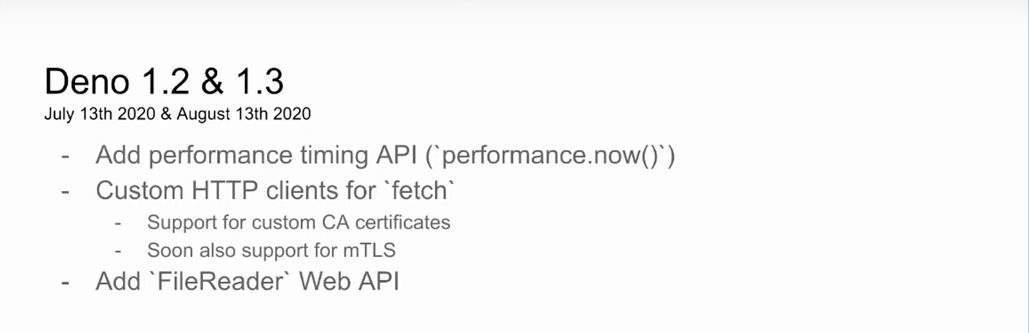 Deno 1.2 & 1.3
July 13th 2020 & August 13th 2020
- Add performance timing API (`performance.now()`)
- Custom HTTP clients for `fetch`
- Support for custom CA certificates
- Soon also support for mTLS
- Add `FileReader` Web API